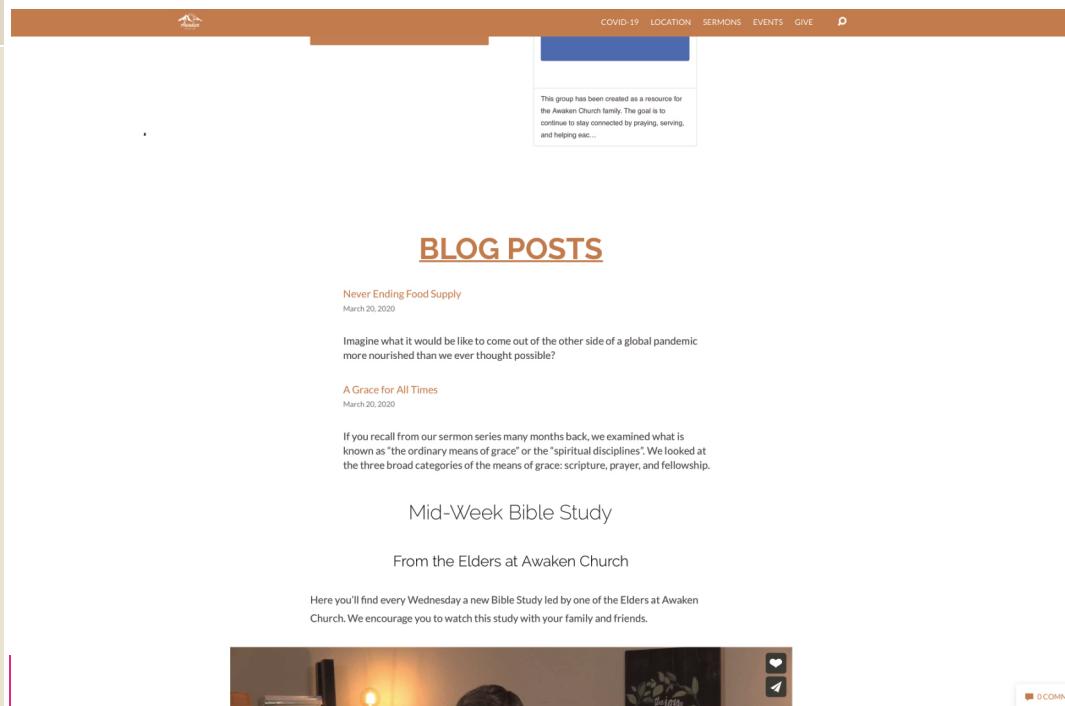 Awaken
COVID-19 LOCATION SERMONS EVENTS GIVE
This group has been created as a resource for
the Awaken Church family. The goal is to
continue to stay connected by praying, serving,
and helping eac...
BLOG POSTS
Never Ending Food Supply
March 20, 2020
Imagine what it would be like to come out of the other side of a global pandemic
more nourished than we ever thought possible?
A Grace for All Times
March 20, 2020
If you recall from our sermon series many months back, we examined what is
known as “the ordinary means of grace” or the “spiritual disciplines”. We looked at
the three broad categories of the means of grace: scripture, prayer, and fellowship.
Mid-Week Bible Study
From the Elders at Awaken Church
Here you’ll find every Wednesday a new Bible Study led by one of the Elders at Awaken
Church. We encourage you to watch this study with your family and friends.
0 COMM